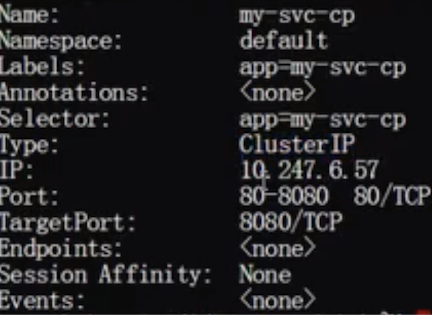 Name: my-svc-cp
Namespace: default
Labels: app=my-svc-cp
Annotations: <none>
Selector: app=my-svc-cp
Type: ClusterIP
IP: 10.247.6.57
Port: 80-8080 80/TCP
TargetPort: 8080/TCP
Endpoints: <none>
Session Affinity: None
Events: <none>